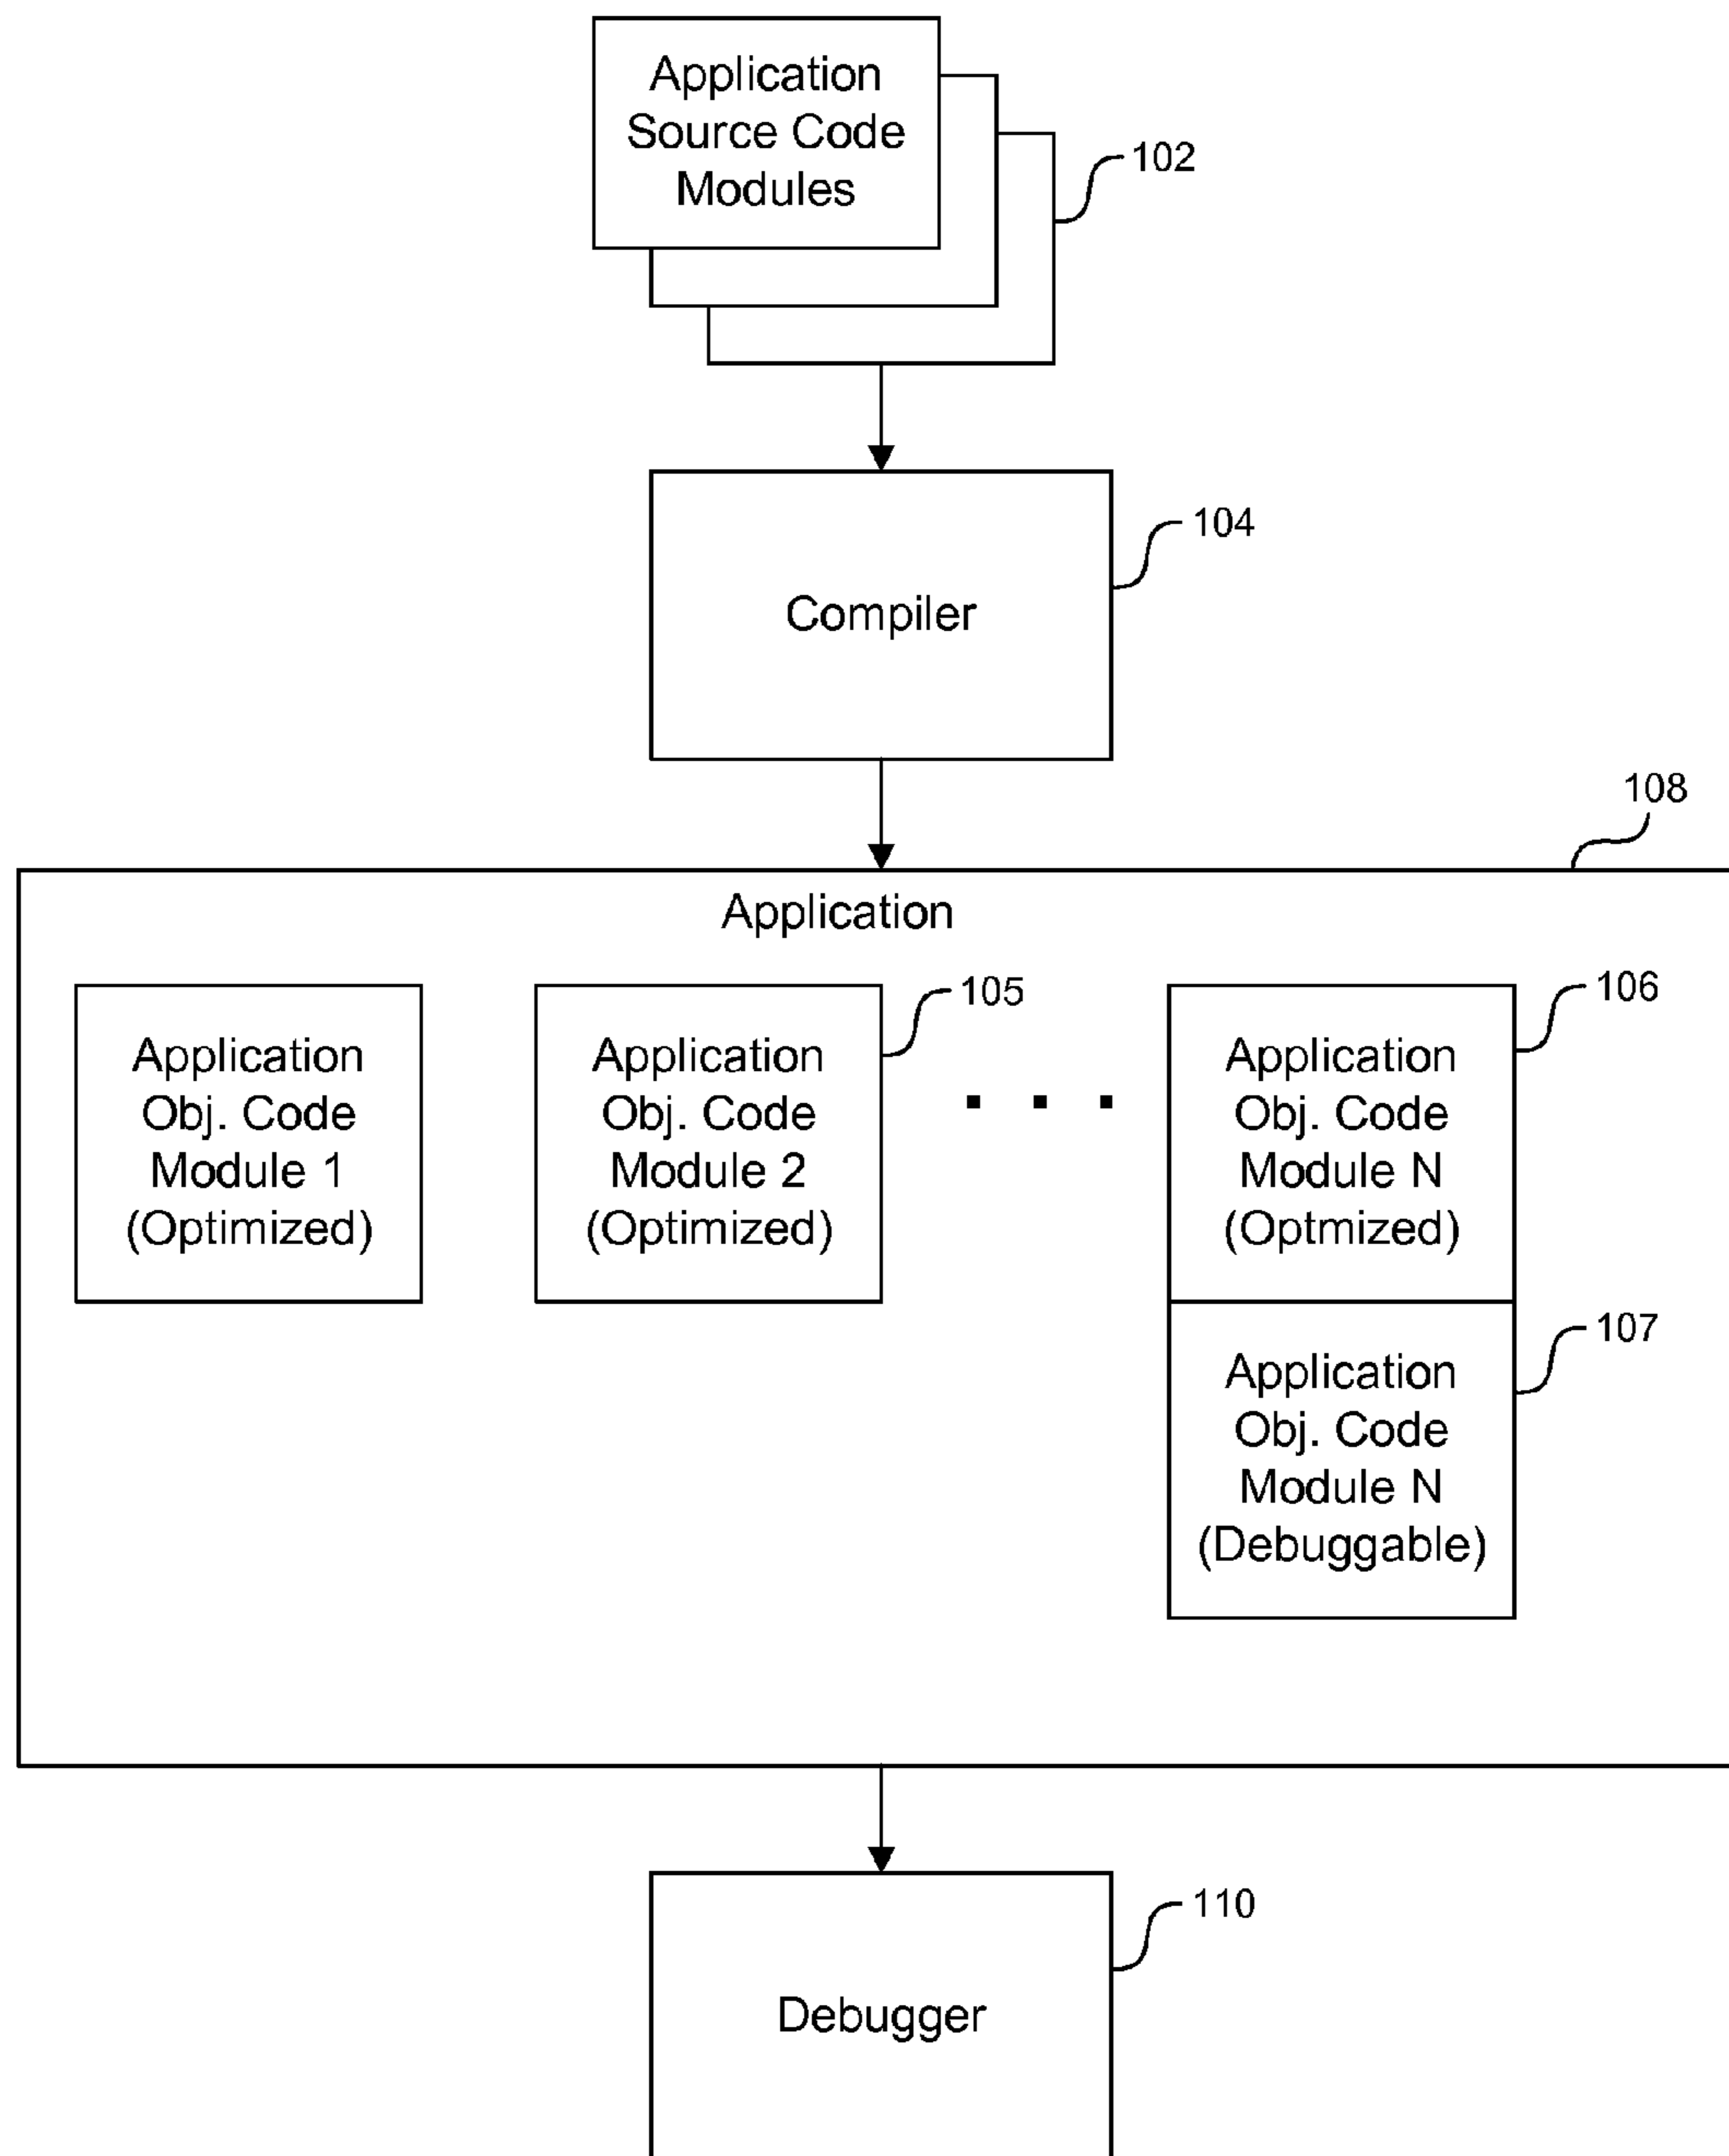 Application
Source Code
Modules
102
104
Compiler
108
Application
105
106
Application
Obj. Code
Module 1
(Optimized)
Application
Obj. Code
Module 2
(Optimized)
Application
Obj. Code
Module N
(Optmized)
107
Application
Obj. Code
Module N
(Debuggable)
110
Debugger